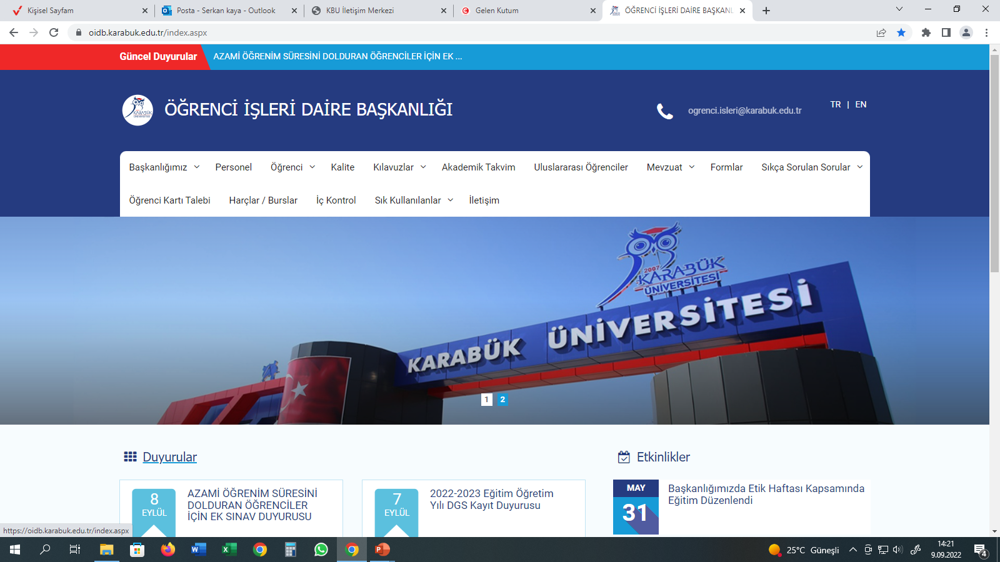 Kişisel Sayfam
Posta - Serkan kaya - Outlook
KBU İletişim Merkezi
Gelen Kutum
ÖĞRENCİ İŞLERİ DAİRE BAŞKANL
oidb.karabuk.edu.tr/index.aspx
Güncel Duyurular
AZAMİ ÖĞRENİM SÜRESİNİ DOLDURAN ÖĞRENCİLER İÇİN EK ...
KARABÜK
ÜNİVERSİTESİ
ÖĞRENCİ İŞLERİ DAİRE BAŞKANLIĞI
ogrenci.isleri@karabuk.edu.tr
TR | EN
Başkanlığımız Personel Öğrenci Kalite Kılavuzlar Akademik Takvim Uluslararası Öğrenciler Mevzuat Formlar Sıkça Sorulan Sorular
Öğrenci Kartı Talebi Harçlar / Burslar İç Kontrol Sık Kullanılanlar İletişim
2007
KARABÜK
ÜNİVERSİTESİ
KARABÜK ÜNİVERSİTESİ
1 2
Duyurular
8
EYLÜL
AZAMİ ÖĞRENİM SÜRESİNİ
DOLDURAN ÖĞRENCİLER
İÇİN EK SINAV DUYURUSU
7
EYLÜL
2022-2023 Eğitim Öğretim
Yılı DGS Kayıt Duyurusu
Etkinlikler
MAY
31
Başkanlığımızda Etik Haftası Kapsamında
Eğitim Düzenlendi
https://oidb.karabuk.edu.tr/index.aspx
25°C Güneşli
14:21
9.09.2022
4